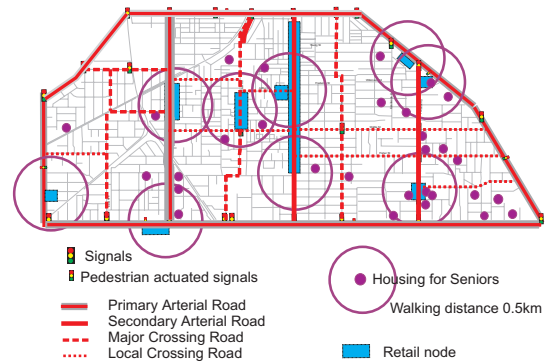 Signals
Pedestrian actuated signals
Primary Arterial Road
Secondary Arterial Road
Major Crossing Road
Local Crossing Road
Housing for Seniors
Walking distance 0.5km
Retail node